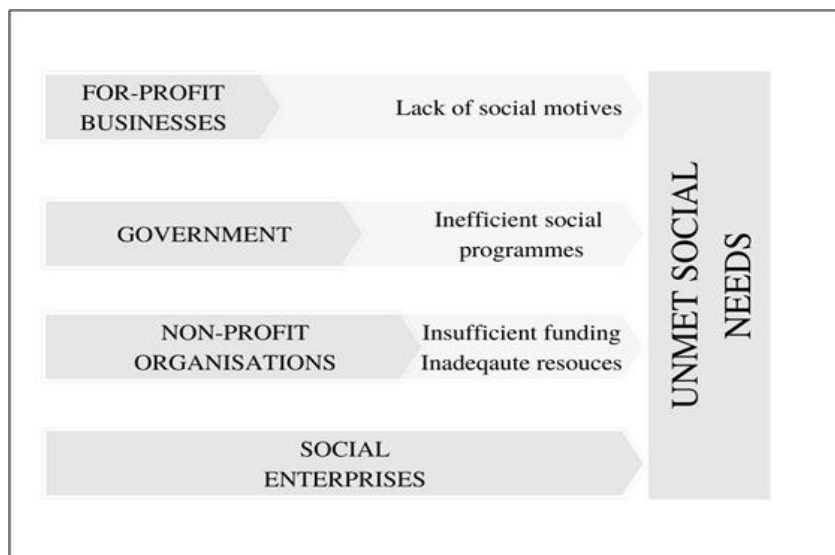 FOR-PROFIT
BUSINESSES
Lack of social motives
GOVERNMENT
Inefficient social
programmes
NON-PROFIT
ORGANISATIONS
Insufficient funding
Inadeqaute resouces
SOCIAL
ENTERPRISES
UNMET SOCIAL
NEEDS